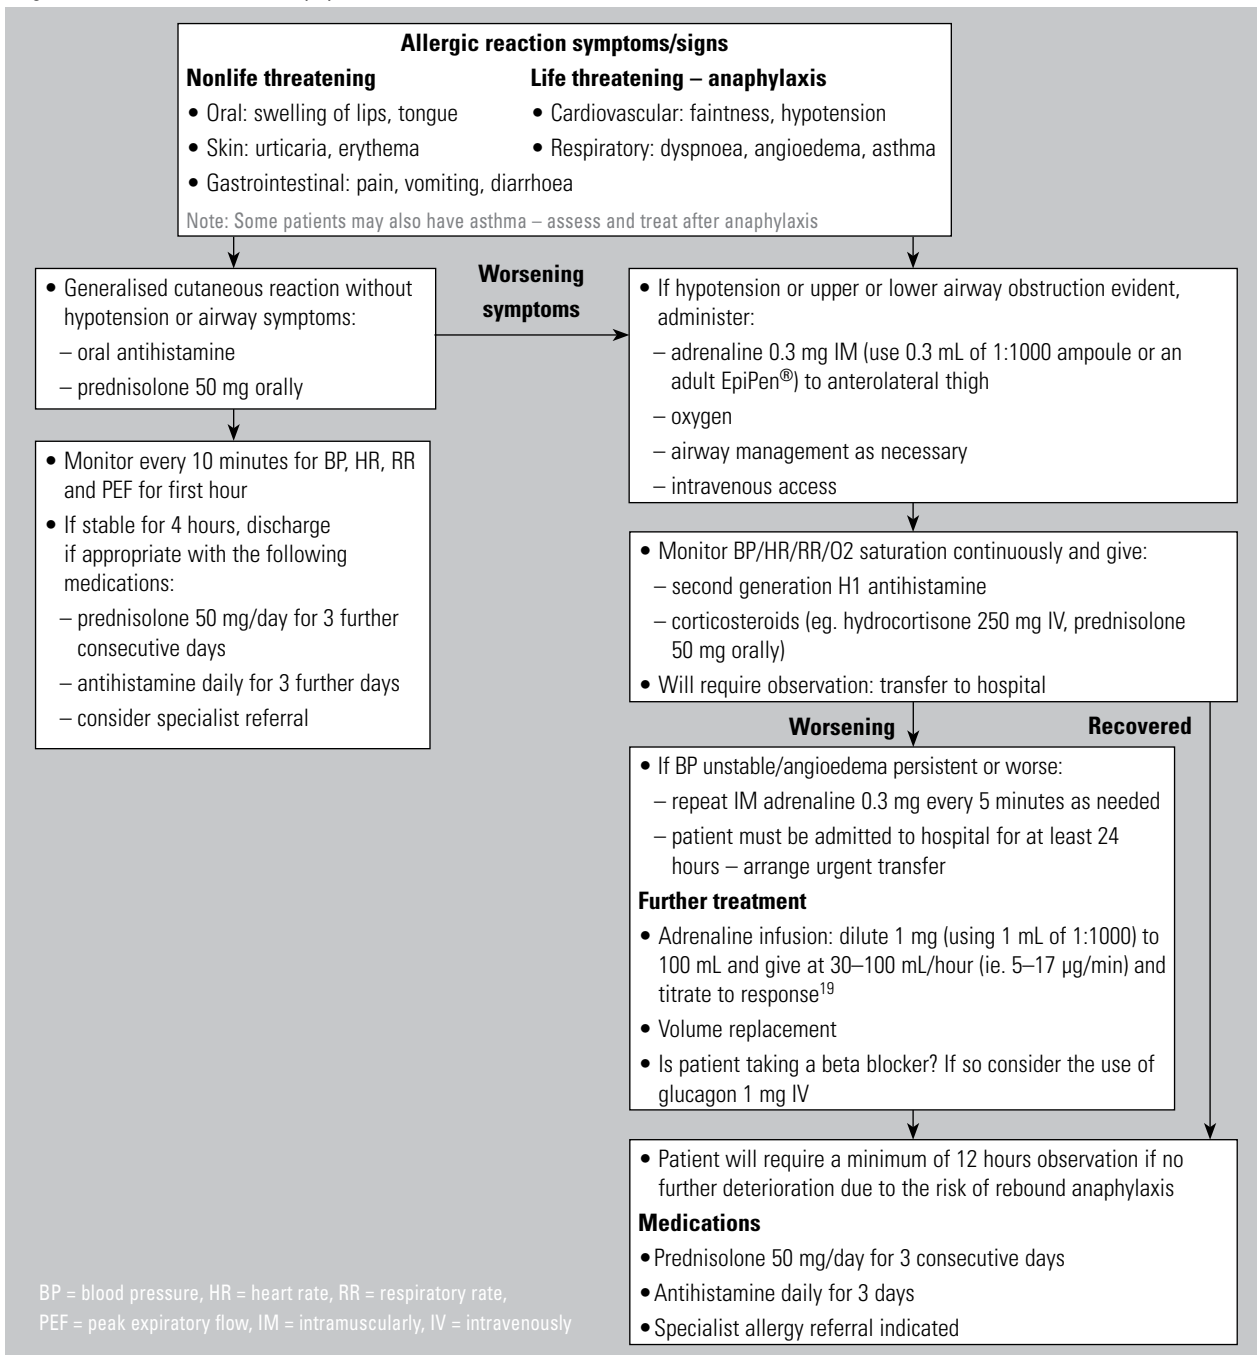 Allergic reaction symptoms/signs
Nonlife threatening
• Oral: swelling of lips, tongue
• Skin: urticaria, erythema
• Gastrointestinal: pain, vomiting, diarrhoea
Life threatening – anaphylaxis
• Cardiovascular: faintness, hypotension
• Respiratory: dyspnoea, angioedema, asthma
Note: Some patients may also have asthma – assess and treat after anaphylaxis
• Generalised cutaneous reaction without
hypotension or airway symptoms:
– oral antihistamine
– prednisolone 50 mg orally
Worsening
symptoms
• Monitor every 10 minutes for BP, HR, RR
and PEF for first hour
• If stable for 4 hours, discharge
if appropriate with the following
medications:
– prednisolone 50 mg/day for 3 further
consecutive days
– antihistamine daily for 3 further days
– consider specialist referral
• If hypotension or upper or lower airway obstruction evident,
administer:
– adrenaline 0.3 mg IM (use 0.3 mL of 1:1000 ampoule or an
adult EpiPen®) to anterolateral thigh
– oxygen
– airway management as necessary
– intravenous access
• Monitor BP/HR/RR/O2 saturation continuously and give:
– second generation H1 antihistamine
– corticosteroids (eg. hydrocortisone 250 mg IV, prednisolone
50 mg orally)
• Will require observation: transfer to hospital
Worsening
Recovered
• If BP unstable/angioedema persistent or worse:
– repeat IM adrenaline 0.3 mg every 5 minutes as needed
– patient must be admitted to hospital for at least 24
hours – arrange urgent transfer
Further treatment
• Adrenaline infusion: dilute 1 mg (using 1 mL of 1:1000) to
100 mL and give at 30–100 mL/hour (ie. 5–17 µg/min) and
titrate to response19
• Volume replacement
• Is patient taking a beta blocker? If so consider the use of
glucagon 1 mg IV
• Patient will require a minimum of 12 hours observation if no
further deterioration due to the risk of rebound anaphylaxis
Medications
• Prednisolone 50 mg/day for 3 consecutive days
• Antihistamine daily for 3 days
• Specialist allergy referral indicated
BP = blood pressure, HR = heart rate, RR = respiratory rate,
PEF = peak expiratory flow, IM = intramuscularly, IV = intravenously